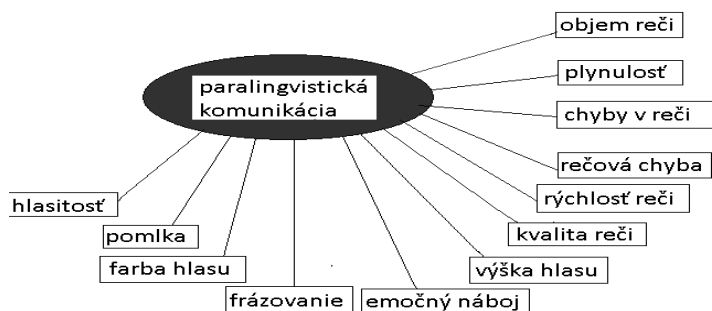 objem reči
plynulosť
paralingvistická
komunikácia
chyby v reči
rečová chyba
rýchlosť reči
hlasitosť
kvalita reči
pomlka
farba hlasu
výška hlasu
frázovanie
emočný náboj